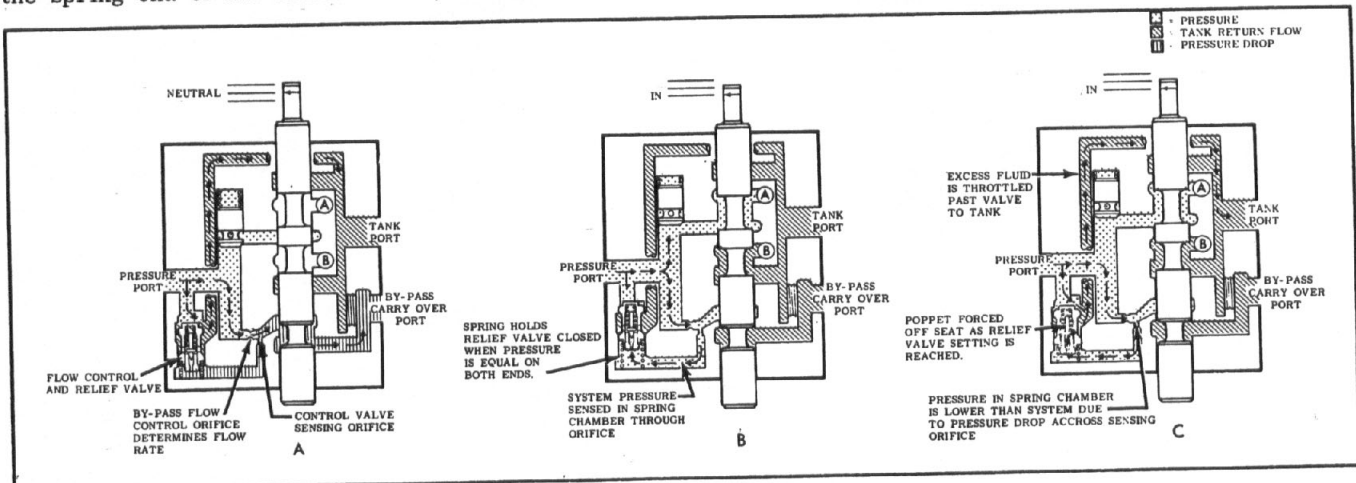 the spring end
PRESSURE
TANK RETURN FLOW
PRESSURE DROP
NEUTRAL
A
B
TANK
PORT
PRESSURE
PORT
BY-PASS
CARRY OVER
PORT
FLOW CONTROL
AND RELIEF VALVE
BY-PASS FLOW
CONTROL ORIFICE
DETERMINES FLOW
RATE
CONTROL VALVE
SENSING ORIFICE
A
IN
A
B
TANK
PORT
PRESSURE
PORT
BY-PASS
CARRY OVER
PORT
SPRING HOLDS
RELIEF VALVE CLOSED
WHEN PRESSURE
IS EQUAL ON
BOTH ENDS.
SYSTEM PRESSURE
SENSED IN SPRING
CHAMBER THROUGH
ORIFICE
B
IN
EXCESS FLUID
IS THROTTLED
PAST VALVE
TO TANK
A
B
TANK
PORT
PRESSURE
PORT
BY-PASS
CARRY OVER
PORT
POPPET FORCED
OFF SEAT AS RELIEF
VALVE SETTING IS
REACHED.
PRESSURE IN SPRING CHAMBER
IS LOWER THAN SYSTEM DUE
TO PRESSURE DROP ACCROSS SENSING
ORIFICE
C